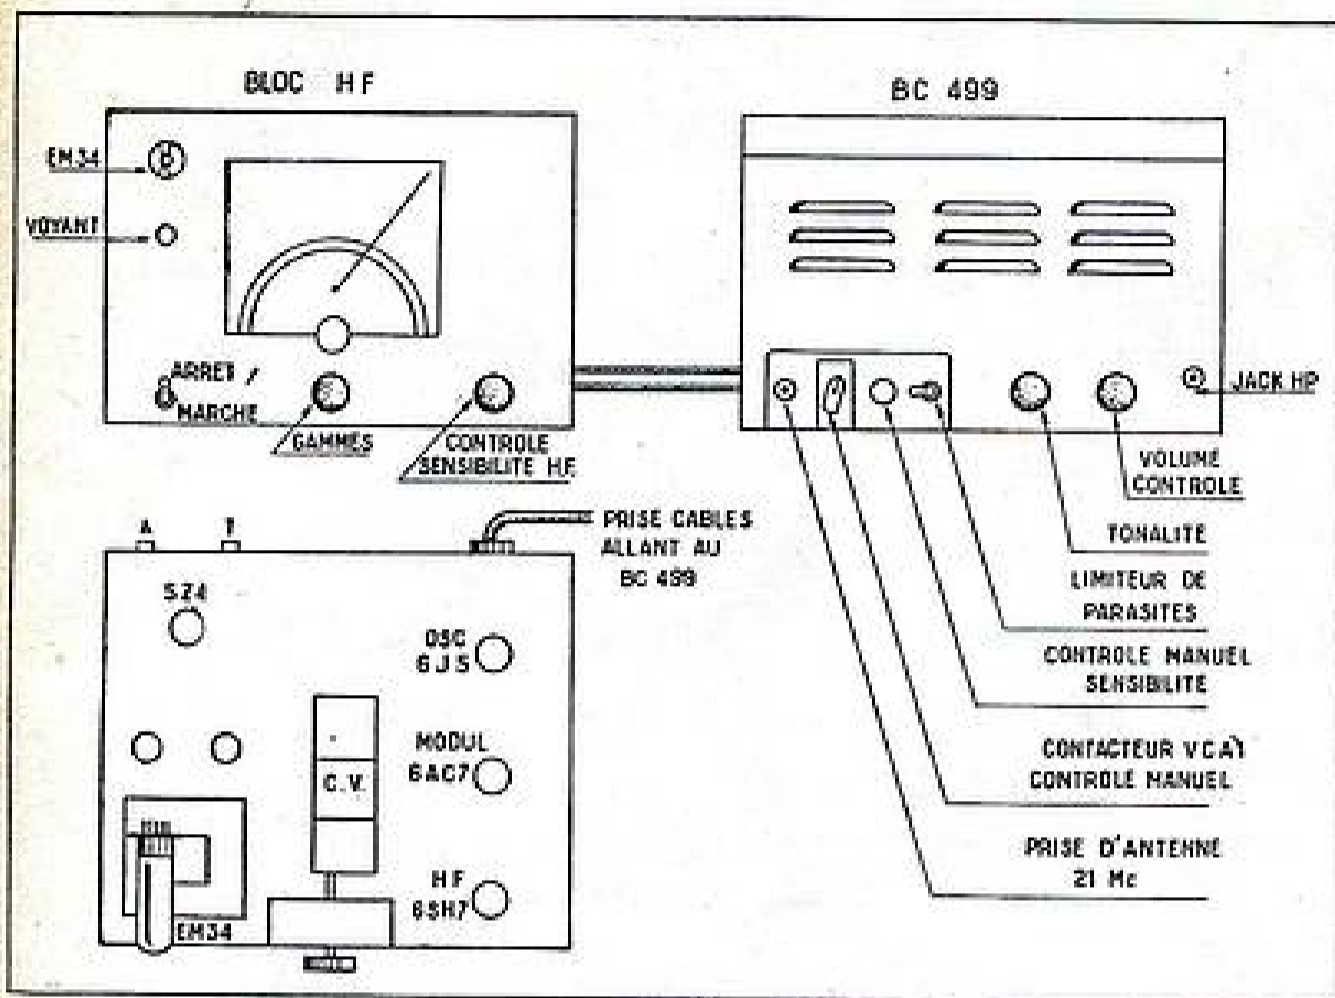 BLOC HF
EM34
VOYANT
ARRET /
MARCHE
GAMMES
CONTROLE
SENSIBILITE H.F.
BC 499
JACK HP
VOLUME
CONTROLE
TONALITE
LIMITEUR DE
PARASITES
CONTROLE MANUEL
SENSIBILITE
CONTACTEUR V C A
CONTROLE MANUEL
PRISE D'ANTENNE
21 Mc
PRISE CABLES
ALLANT AU
BC 499
A T
5Z4
OSC
6J5
MODUL
6AC7
C.V.
HF
6SH7
EM34